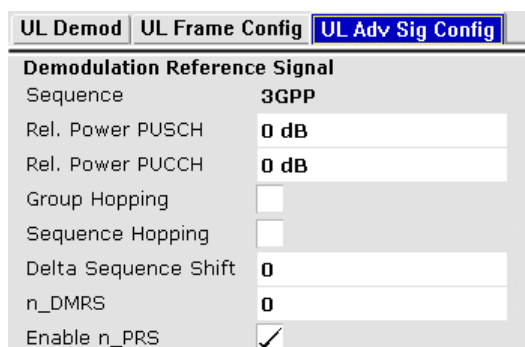 UL Demod UL Frame Config UL Adv Sig Config
Demodulation Reference Signal
Sequence 3GPP
Rel. Power PUSCH 0 dB
Rel. Power PUCCH 0 dB
Group Hopping
Sequence Hopping
Delta Sequence Shift 0
n_DMRS 0
Enable n_PRS